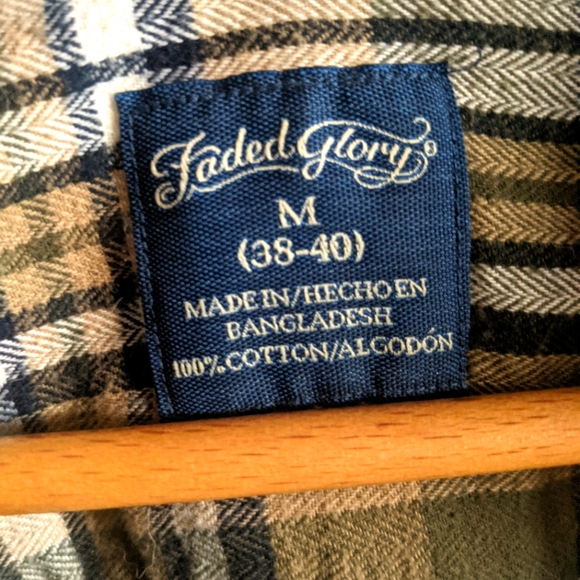 Faded Glory®
M
(38-40)
MADE IN/HECHO EN
BANGLADESH
100% COTTON/ALGODÓN